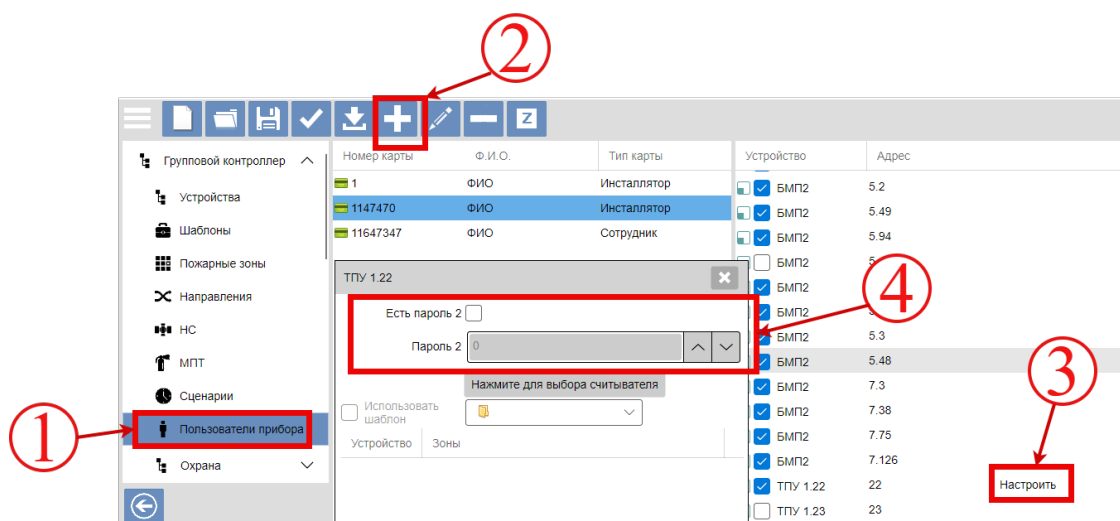 2
Z
Групповой контроллер
Устройства
Шаблоны
Пожарные зоны
Направления
НС
МПТ
Сценарии
1
Пользователи прибора
Охрана
Номер карты Ф.И.О. Тип карты
1 ФИО Инсталлятор
1147470 ФИО Инсталлятор
11647347 ФИО Сотрудник
ТПУ 1.22
Есть пароль 2
Пароль 2 0
Нажмите для выбора считывателя
Использовать
шаблон
Устройство Зоны
Устройство Адрес
БМП2 5.2
БМП2 5.49
БМП2 5.94
БМП2
БМП2
БМП2
БМП2 5.3
БМП2 5.48
БМП2 7.3
БМП2 7.38
БМП2 7.75
БМП2 7.126
ТПУ 1.22 22 Настроить
ТПУ 1.23 23
4
3